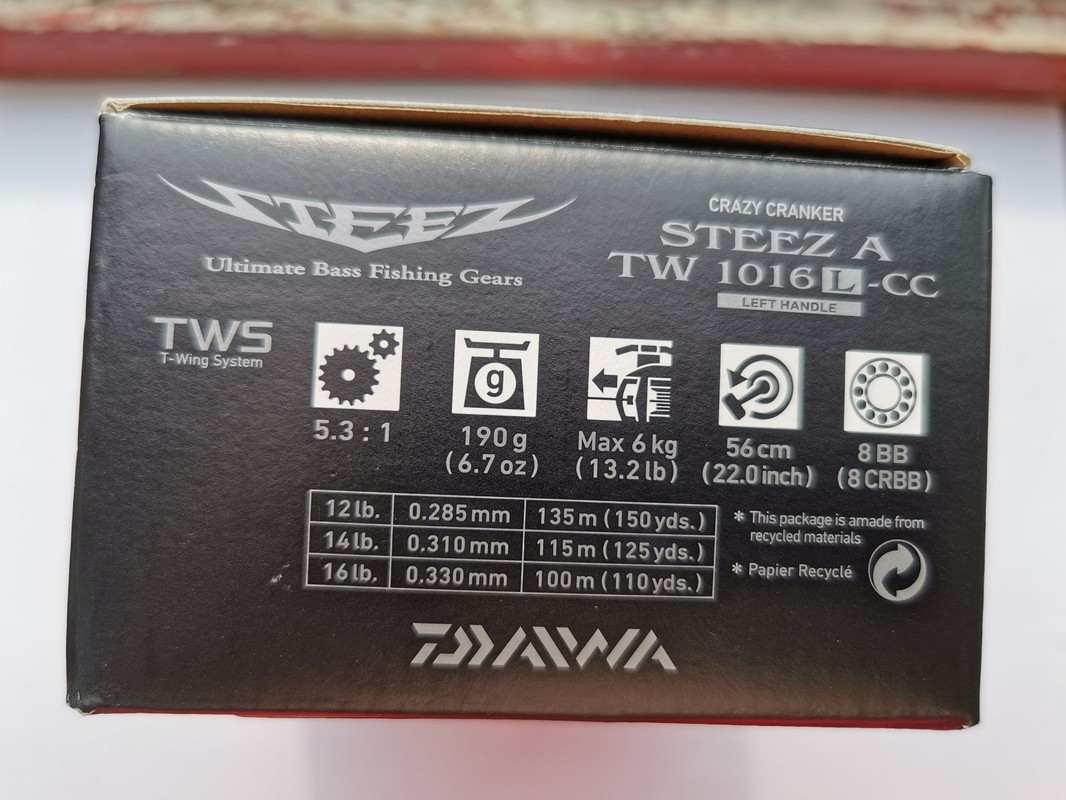 STEEZ
Ultimate Bass Fishing Gears
CRAZY CRANKER
STEEZ A
TW 1016 L-CC
LEFT HANDLE
TWS
T-Wing System
g
5.3 : 1
190 g
(6.7 oz)
Max 6 kg
(13.2 lb)
56 cm
(22.0 inch)
8 BB
(8 CRBB)
12 lb. 0.285 mm 135 m (150 yds.)
14 lb. 0.310 mm 115 m (125 yds.)
16 lb. 0.330 mm 100 m (110 yds.)
* This package is amade from
recycled materials
* Papier Recyclé
DAIWA